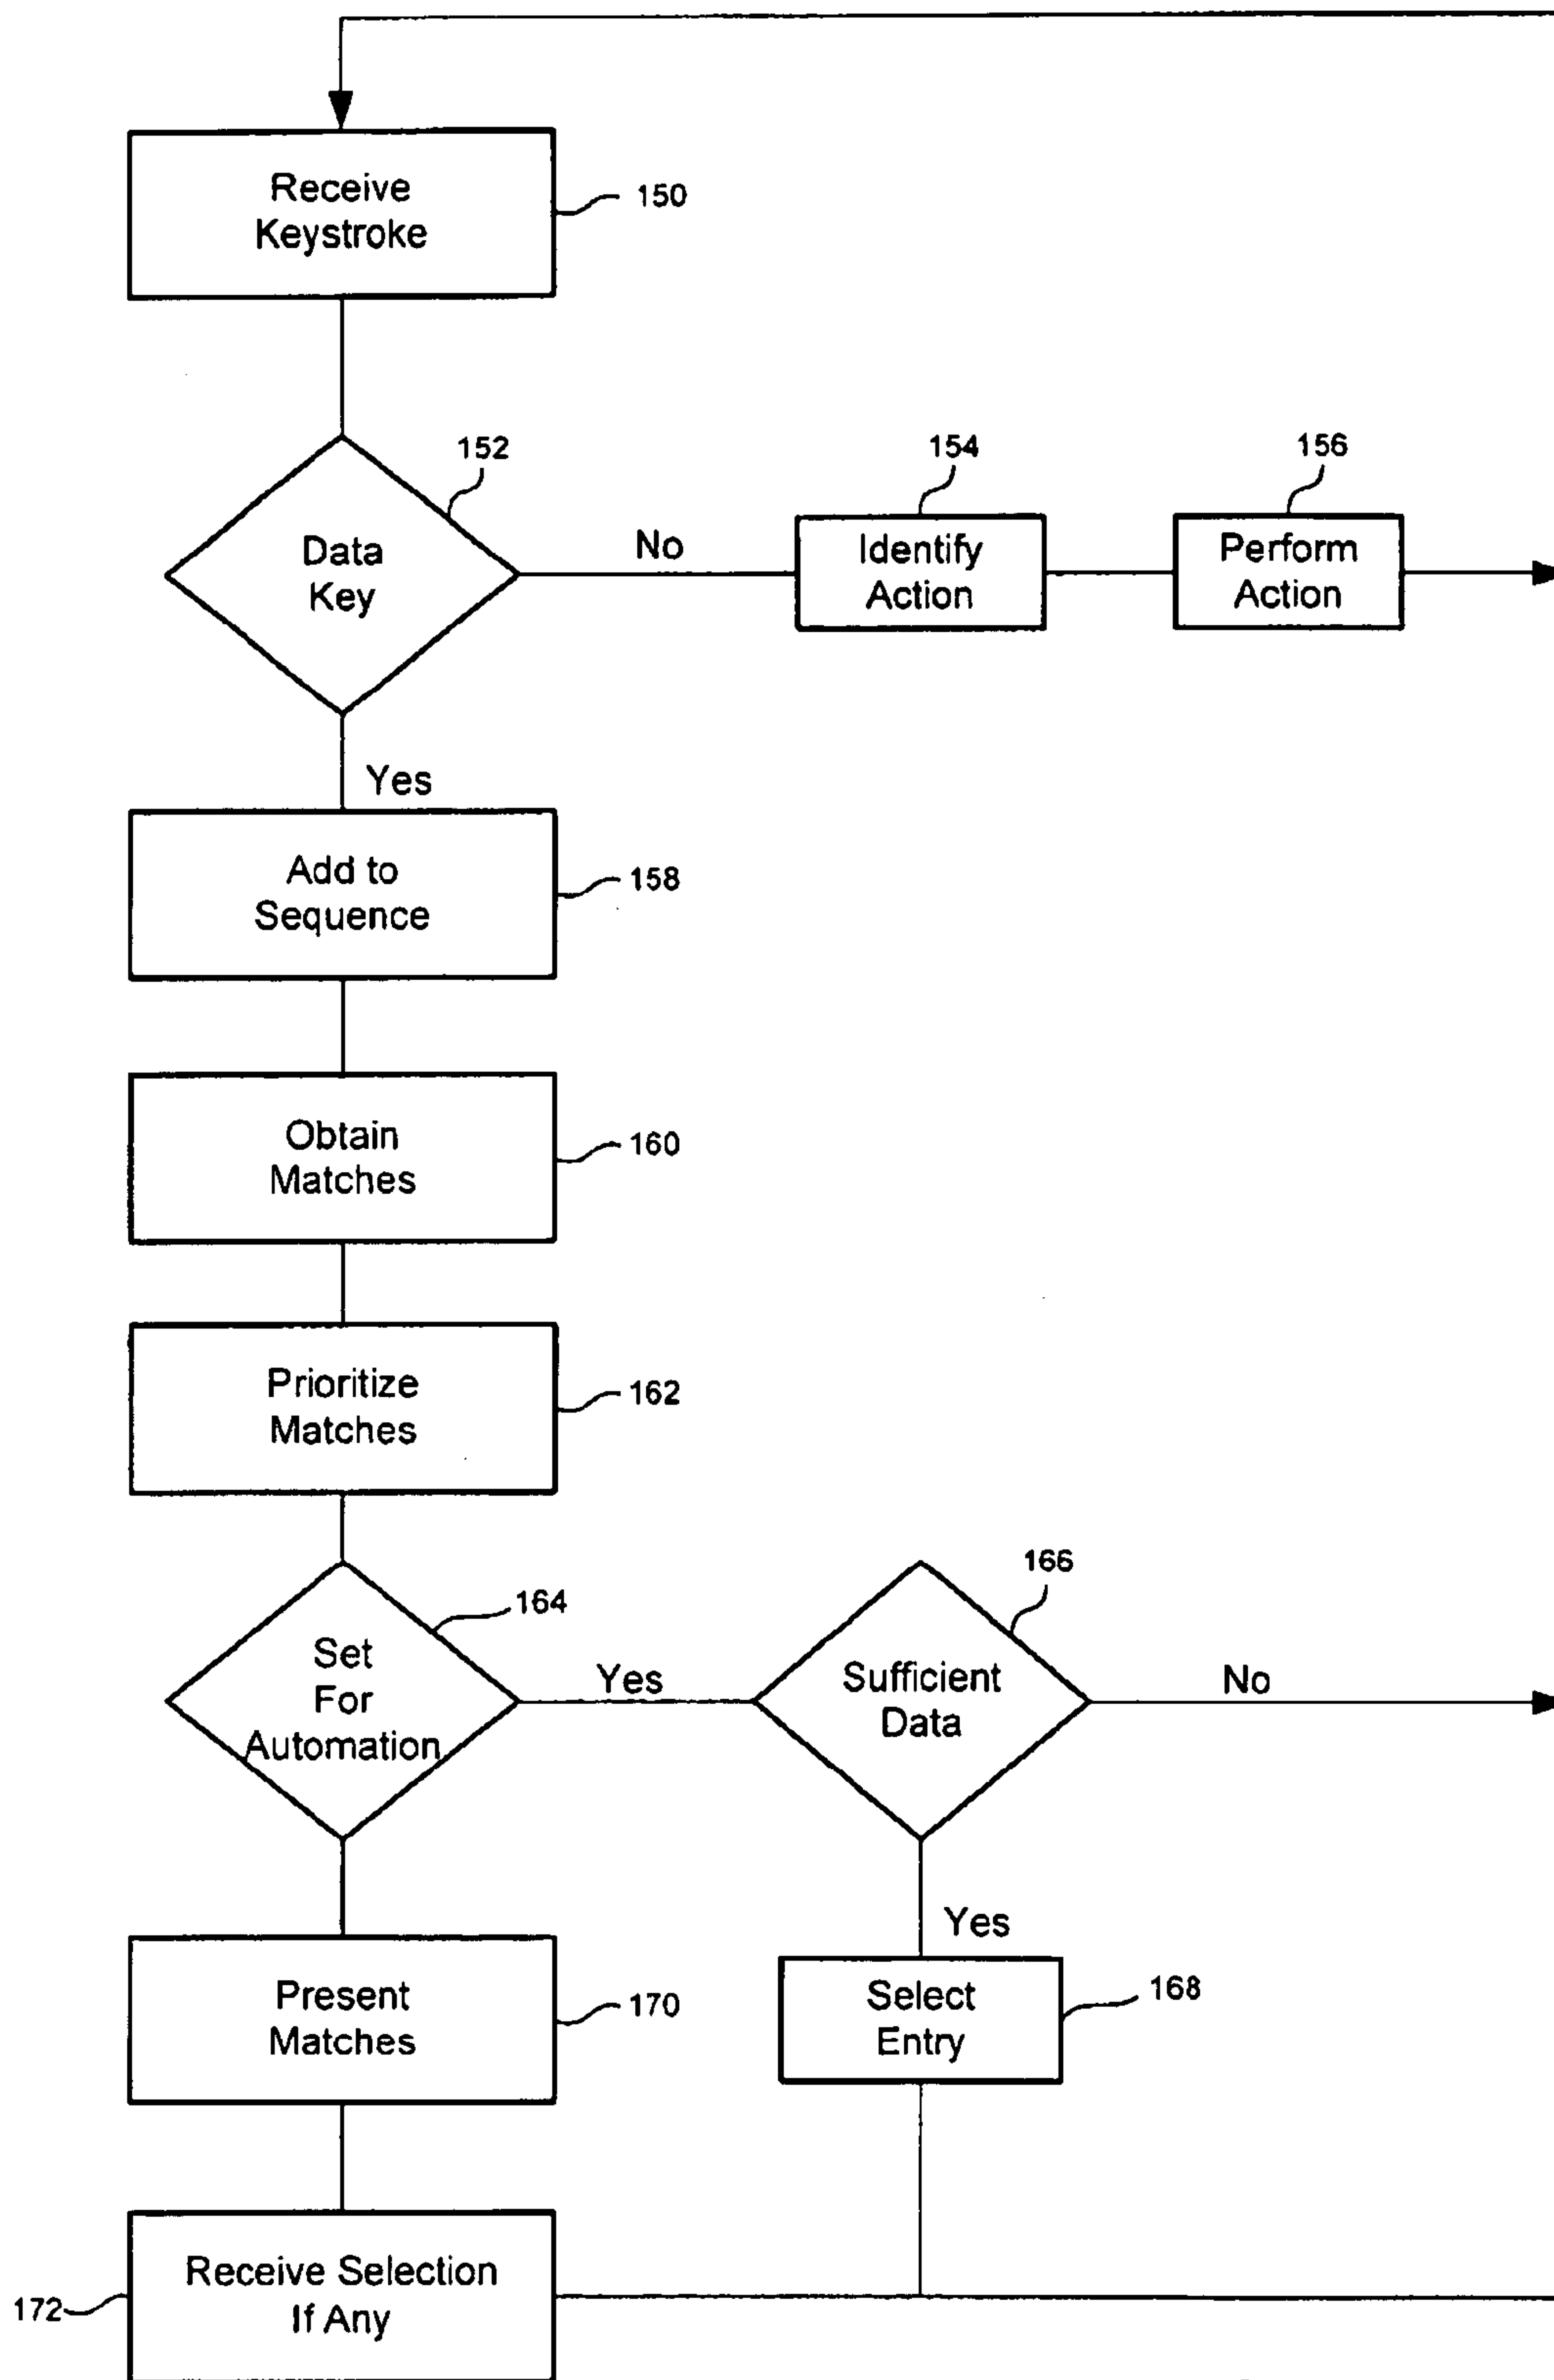 Receive
Keystroke
150
152
Data
Key
No
154
Identify
Action
156
Perform
Action
Yes
Add to
Sequence
158
Obtain
Matches
160
Prioritize
Matches
162
164
Set
For
Automation
Yes
166
Sufficient
Data
No
Yes
Present
Matches
170
Select
Entry
168
Receive Selection
If Any
172